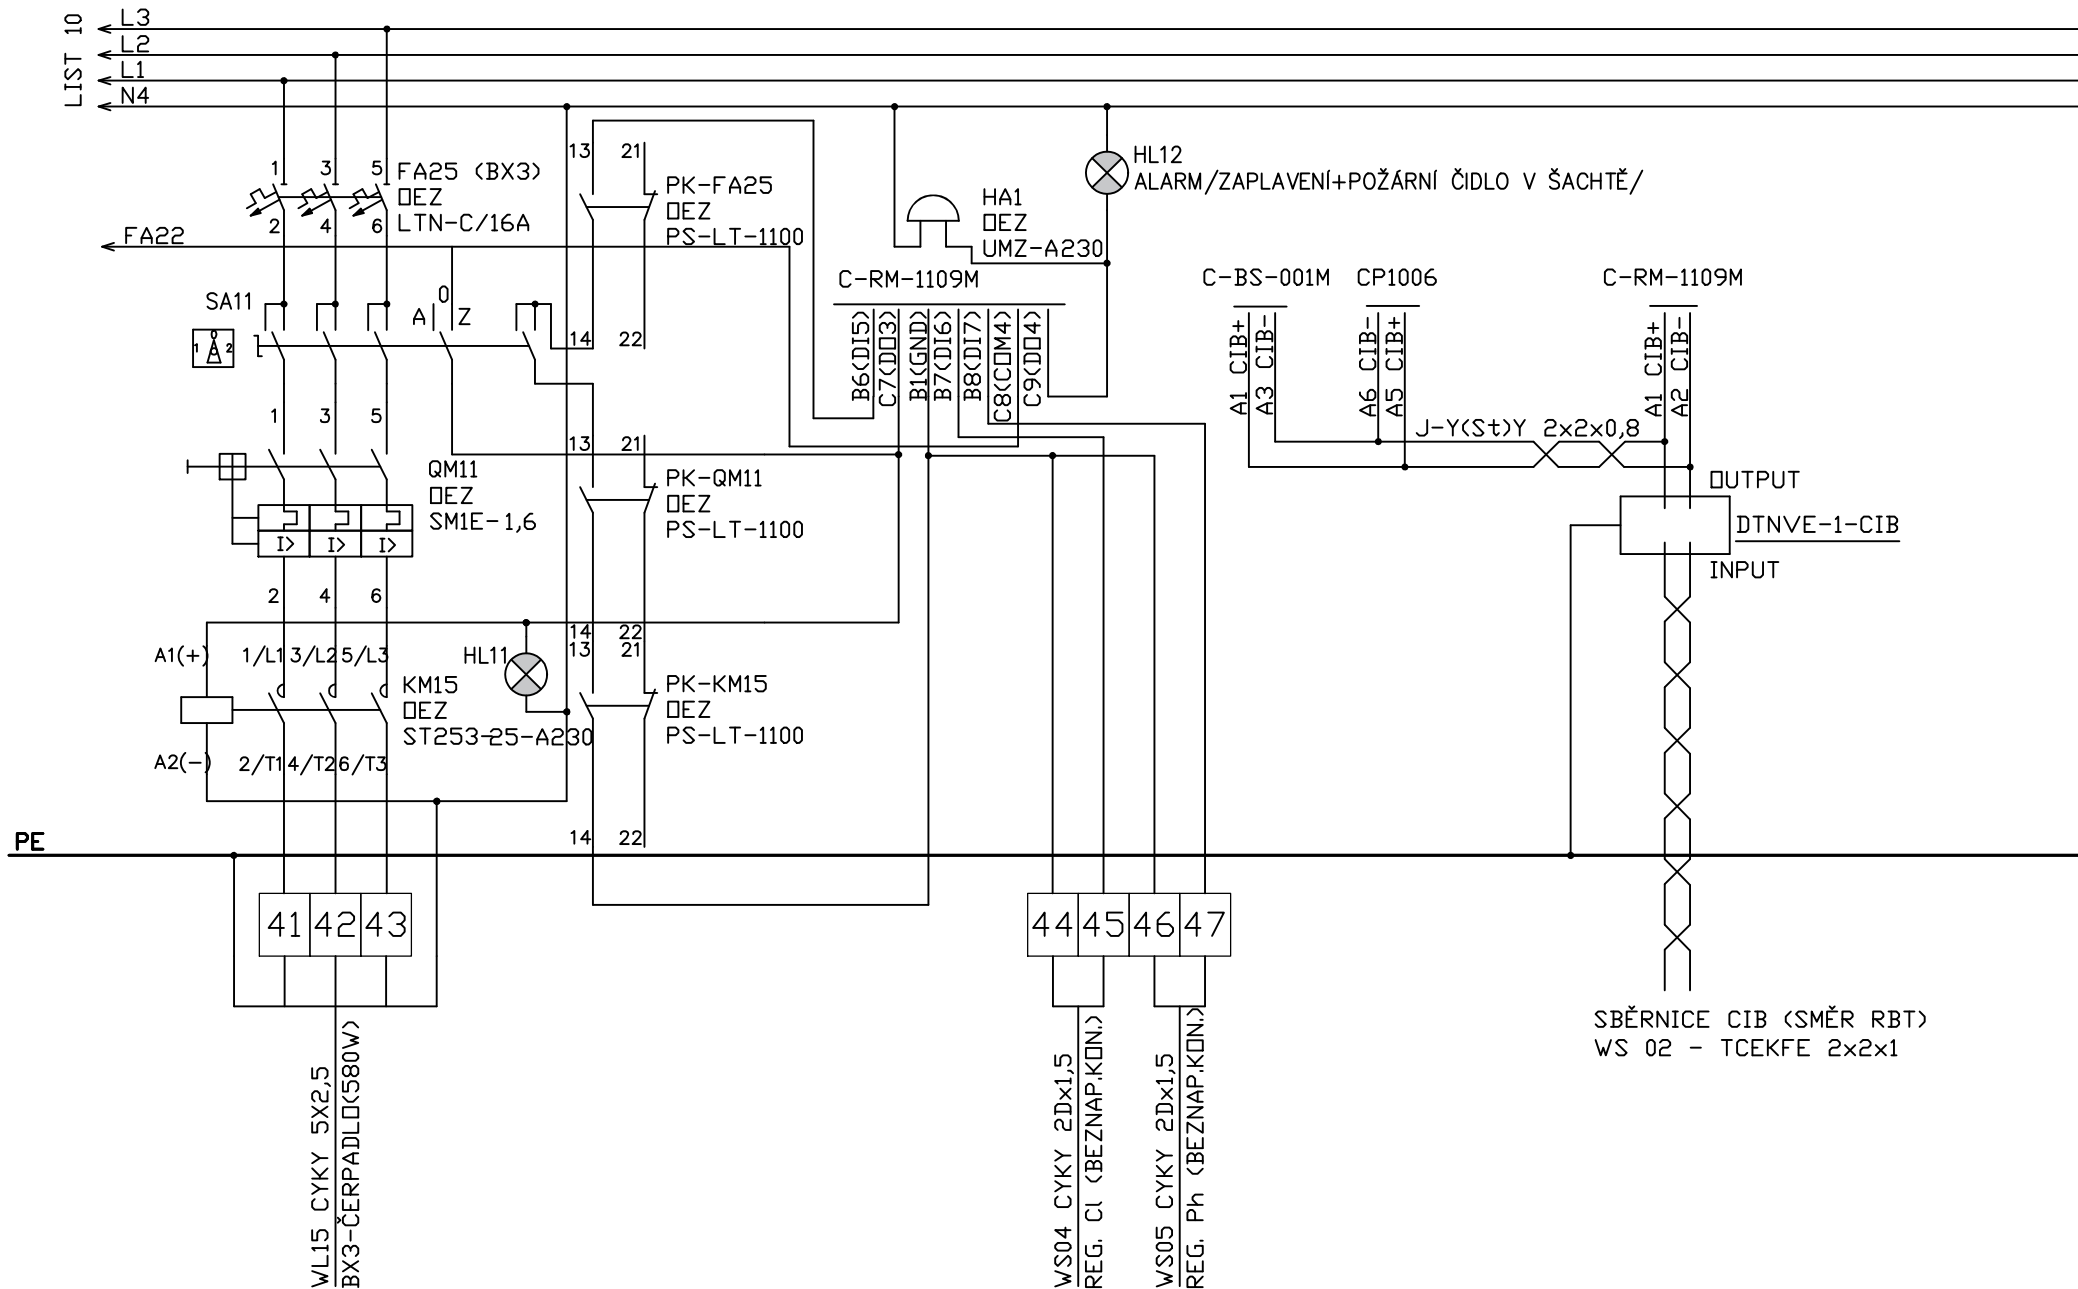 LIST 10
L3
L2
L1
N4
1
3
5
FA25 (BX3)
OEZ
LTN-C/16A
2
4
6
FA22
13
21
PK-FA25
OEZ
PS-LT-1100
14
22
HA1
OEZ
UMZ-A230
HL12
ALARM/ZAPLAVENÍ+POŽÁRNÍ ČIDLO V ŠACHTĚ/
SA11
1
0
2
A
0
Z
C-RM-1109M
B6(DI5)
C7(DO3)
B1(GND)
B7(DI6)
B8(DI7)
C8(COM4)
C9(DO4)
C-BS-001M
A1 CIB+
A3 CIB-
CP1006
A6 CIB-
A5 CIB+
C-RM-1109M
A1 CIB+
A2 CIB-
J-Y(St)Y 2x2x0,8
OUTPUT
DTNVE-1-CIB
INPUT
1
3
5
QM11
OEZ
SM1E-1,6
I>
I>
I>
2
4
6
13
21
PK-QM11
OEZ
PS-LT-1100
14
22
A1(+)
1/L1
3/L2
5/L3
HL11
KM15
OEZ
ST253-25-A230
A2(-)
2/T1
4/T2
6/T3
13
21
PK-KM15
OEZ
PS-LT-1100
14
22
PE
41
42
43
44
45
46
47
WL15 CYKY 5X2,5
BX3-ČERPADLO(580W)
WS04 CYKY 2Dx1,5
REG. Cl (BEZNAP.KON.)
WS05 CYKY 2Dx1,5
REG. Ph (BEZNAP.KON.)
SBĚRNICE CIB (SMĚR RBT)
WS 02 - TCEKFE 2x2x1